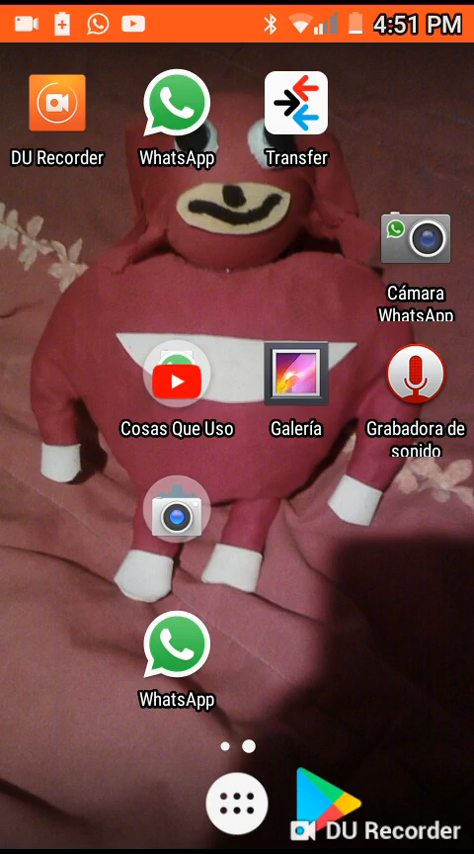 4:51 PM
DU Recorder
WhatsApp
Transfer
Cámara
WhatsApp
Cosas Que Uso
Galería
Grabadora de
sonido
WhatsApp
DU Recorder